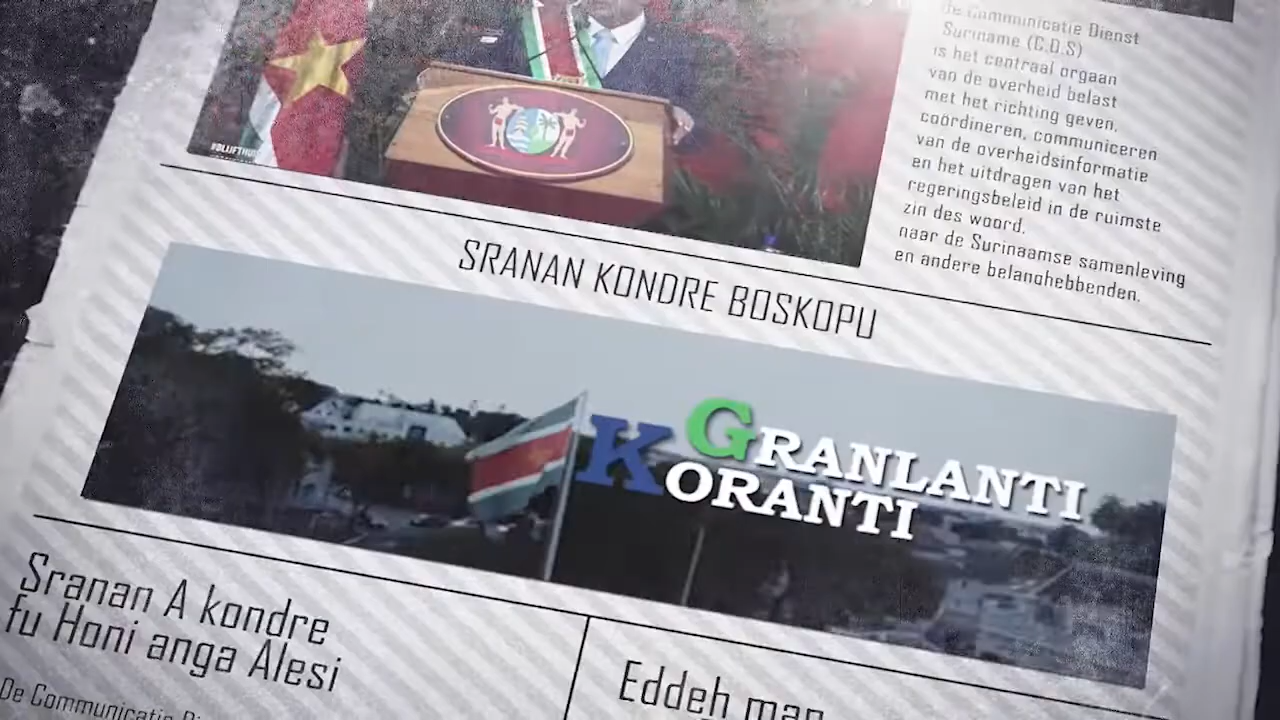 de Communicatie Dienst
Suriname (C.D.S)
is het centraal orgaan
van de overheid belast
met het richting geven,
coördineren, communiceren
van de overheidsinformatie
en het uitdragen van het
regeringsbeleid in de ruimste
zin des woord.
naar de Surinaamse samenleving
en andere belanghebbenden.
SRANAN KONDRE BOSKOPU
GRANLANTI
KORANTI
Sranan A kondre
fu Honi anga Alesi
De Communicatie
Eddeh man